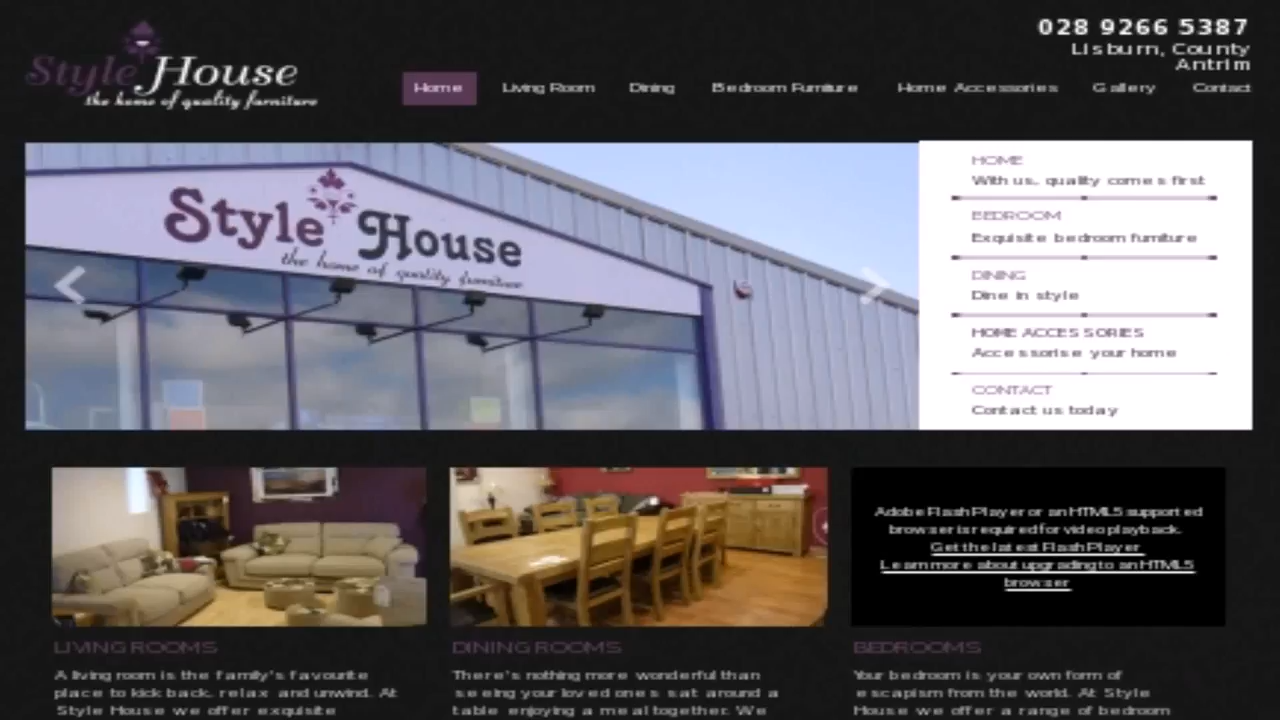 028 9266 5387
Lisburn, County
Antrim
Style House
the home of quality furniture
Home
Living Room
Dining
Bedroom Furniture
Home Accessories
Gallery
Contact
Style House
the home of quality furniture
HOME
With us, quality comes first
BEDROOM
Exquisite bedroom furniture
DINING
Dine in style
HOME ACCESSORIES
Accessorise your home
CONTACT
Contact us today
Adobe Flash Player or an HTML5 supported
browser is required for video playback.
Get the latest Flash Player
Learn more about upgrading to an HTML5
browser
LIVING ROOMS
A living room is the family's favourite
place to kick back, relax and unwind. At
Style House we offer exquisite
DINING ROOMS
There's nothing more wonderful than
seeing your loved ones sat around a
table enjoying a meal together. We
BEDROOMS
Your bedroom is your own form of
escapism from the world. At Style
House we offer a range of bedroom